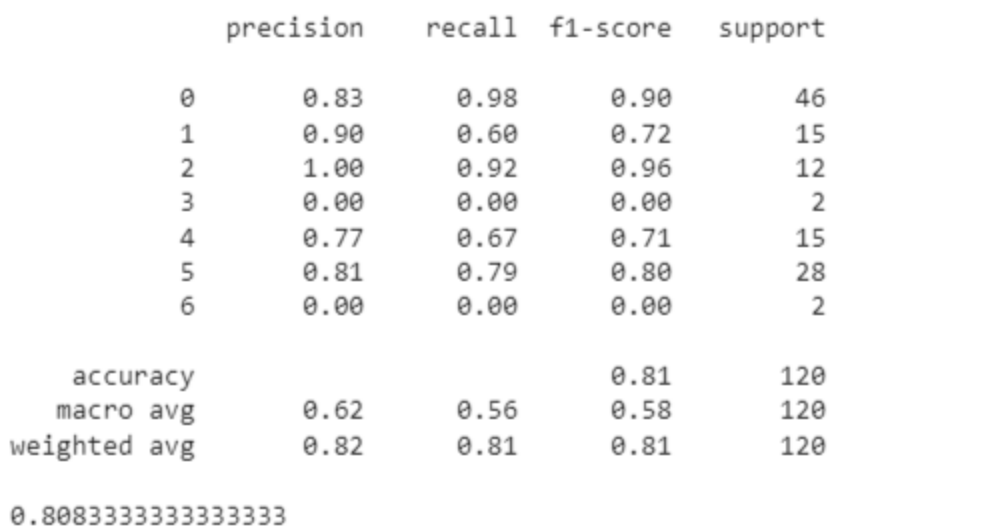 precision recall f1-score support
0 0.83 0.98 0.90 46
1 0.90 0.60 0.72 15
2 1.00 0.92 0.96 12
3 0.00 0.00 0.00 2
4 0.77 0.67 0.71 15
5 0.81 0.79 0.80 28
6 0.00 0.00 0.00 2
accuracy 0.81 120
macro avg 0.62 0.56 0.58 120
weighted avg 0.82 0.81 0.81 120
0.8083333333333333